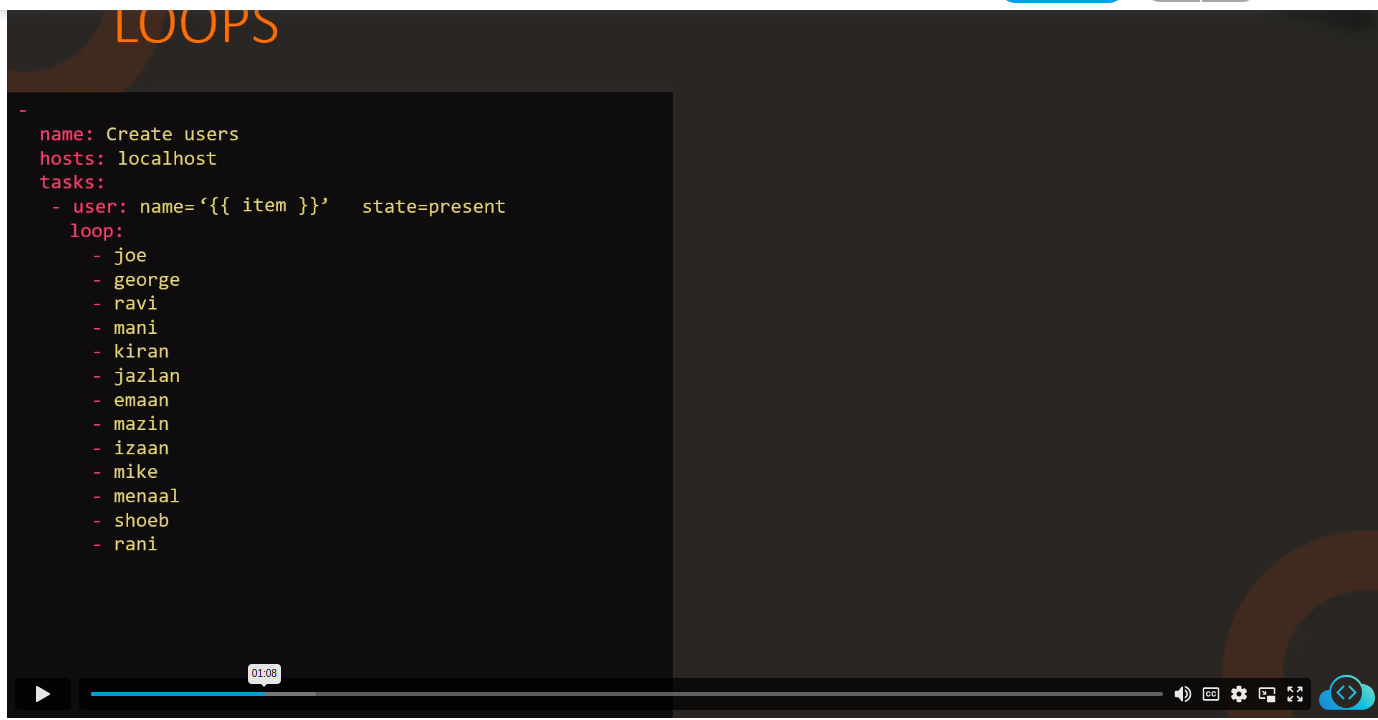 LOOPS
-
name: Create users
hosts: localhost
tasks:
- user: name=‘{{ item }}’ state=present
loop:
- joe
- george
- ravi
- mani
- kiran
- jazlan
- emaan
- mazin
- izaan
- mike
- menaal
- shoeb
- rani
01:08
CC